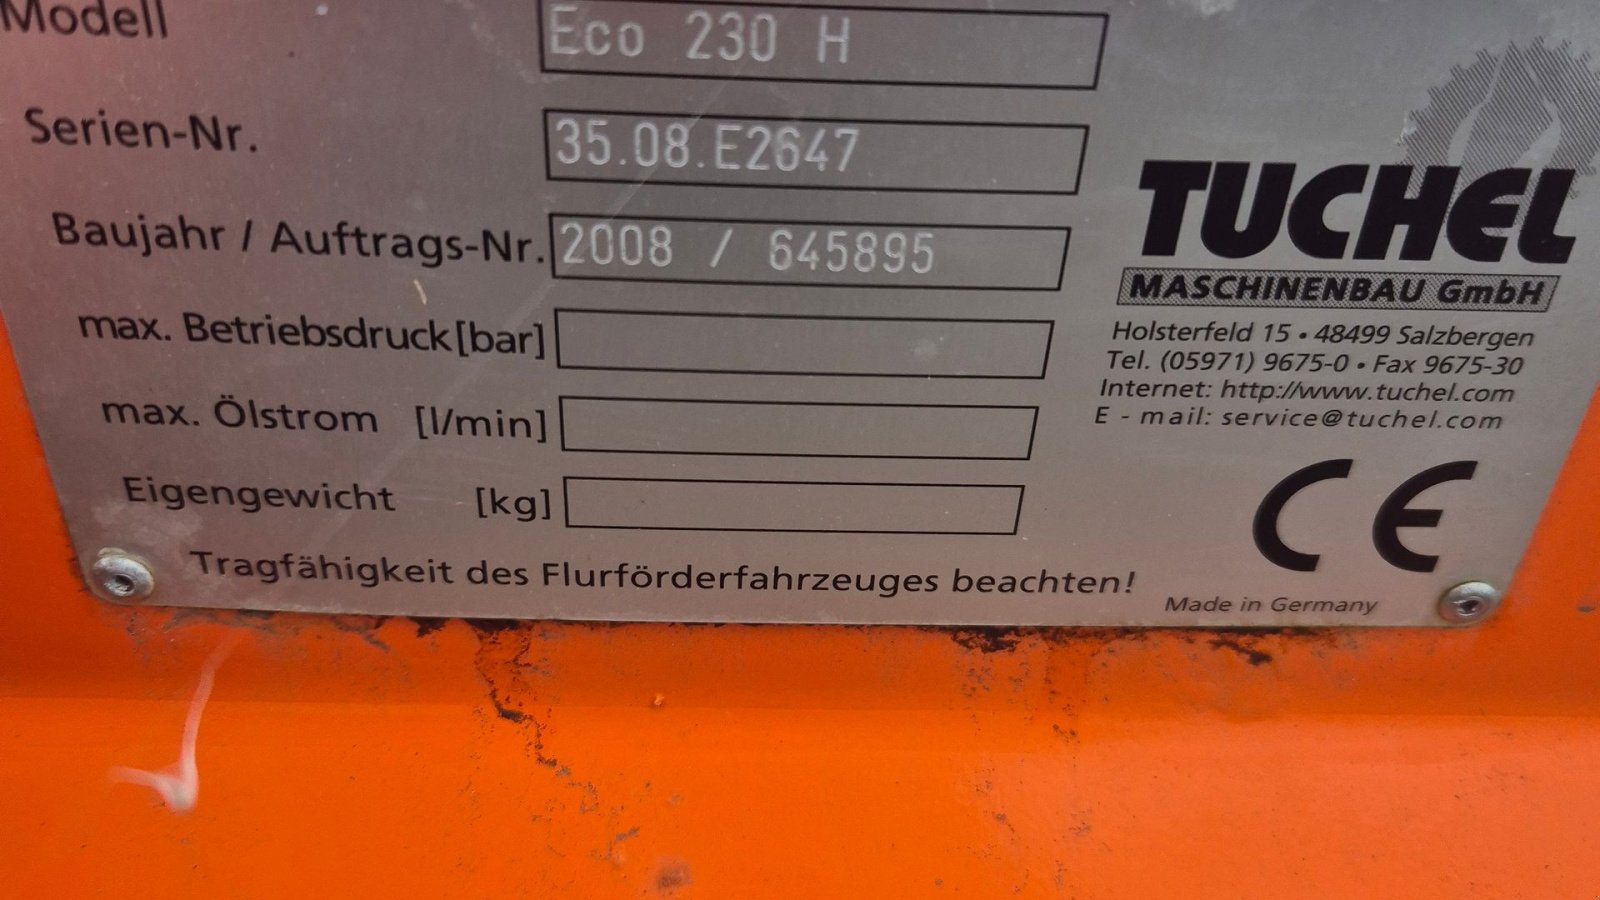 Modell Eco 230 H
Serien-Nr. 35.08.E2647
Baujahr / Auftrags-Nr. 2008 / 645895
max. Betriebsdruck[bar]
max. Ölstrom [l/min]
Eigengewicht [kg]
Tragfähigkeit des Flurförderfahrzeuges beachten!
TUCHEL
MASCHINENBAU GmbH
Holsterfeld 15 • 48499 Salzbergen
Tel. (05971) 9675-0 • Fax 9675-30
Internet: http://www.tuchel.com
E - mail: service@tuchel.com
CE
Made in Germany